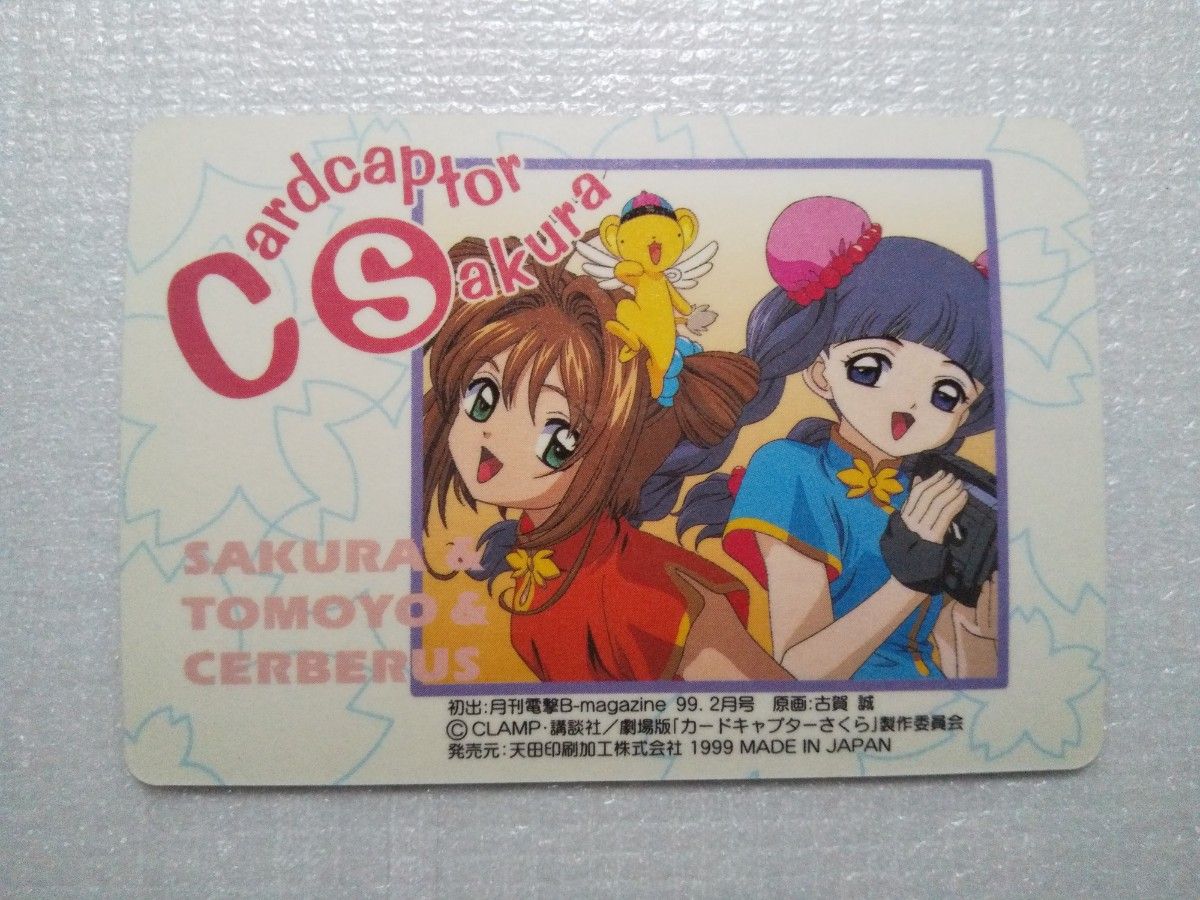 Cardcaptor
Sakura
SAKURA &
TOMOYO &
CERBERUS
初出:月刊電撃B-magazine 99. 2月号 原画:古賀 誠
©CLAMP・講談社/劇場版「カードキャプターさくら」製作委員会
発売元:天田印刷加工株式会社 1999 MADE IN JAPAN